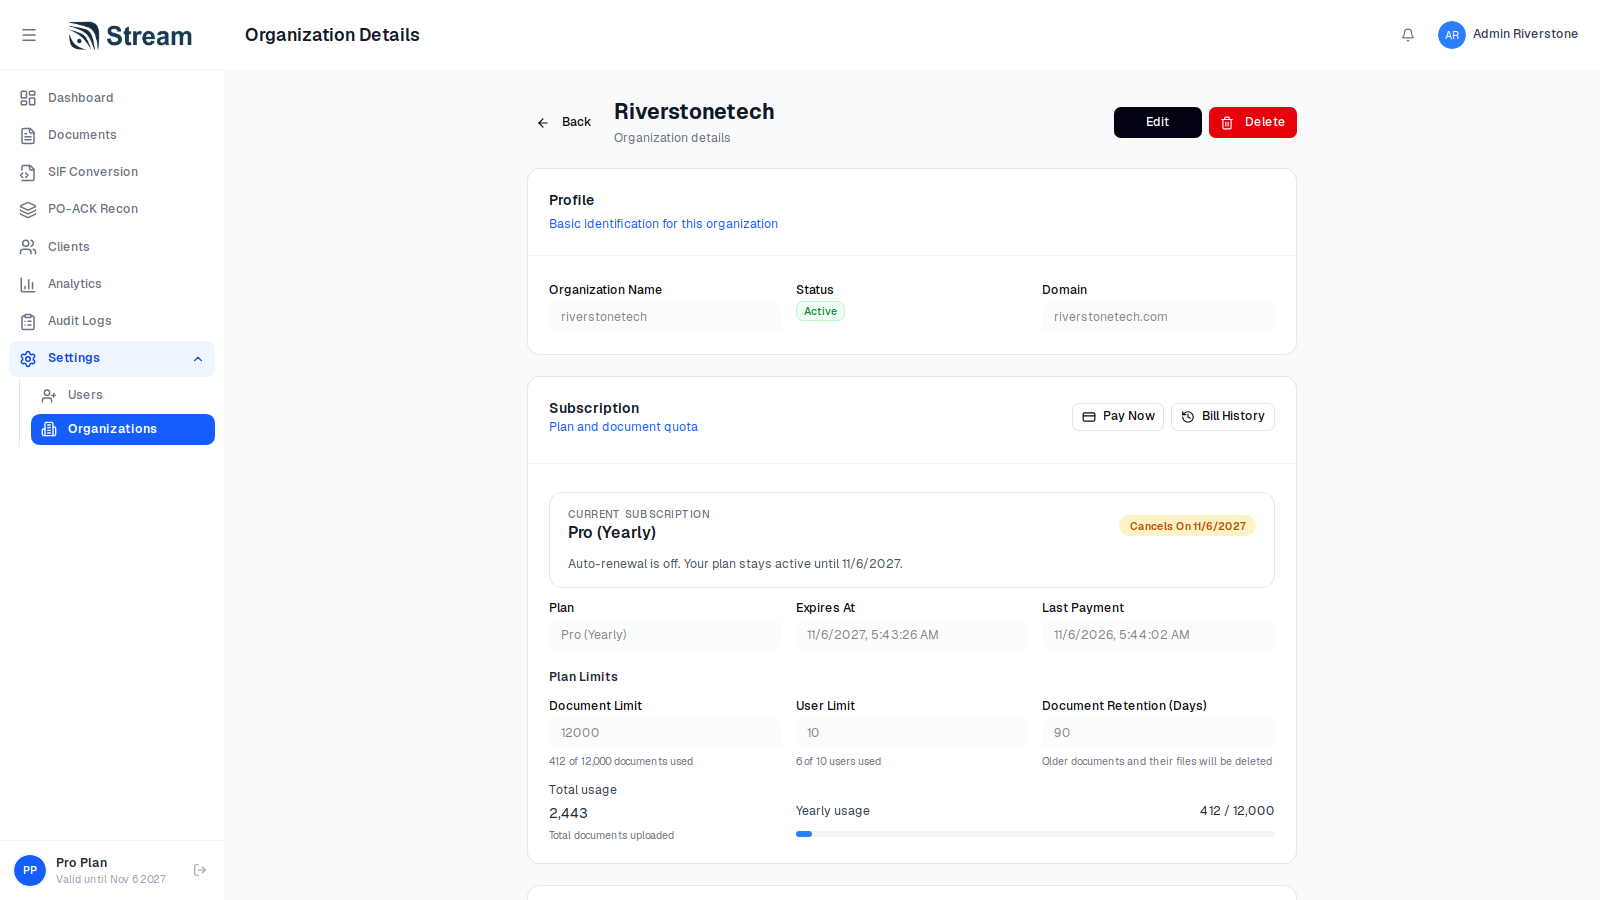 Stream
Organization Details
AR
Admin Riverstone
Dashboard
Documents
SIF Conversion
PO-ACK Recon
Clients
Analytics
Audit Logs
Settings
Users
Organizations
Back
Riverstonetech
Organization details
Edit
Delete
Profile
Basic identification for this organization
Organization Name
Status
Domain
riverstonetech
Active
riverstonetech.com
Subscription
Plan and document quota
Pay Now
Bill History
CURRENT SUBSCRIPTION
Pro (Yearly)
Cancels On 11/6/2027
Auto-renewal is off. Your plan stays active until 11/6/2027.
Plan
Expires At
Last Payment
Pro (Yearly)
11/6/2027, 5:43:26 AM
11/6/2026, 5:44:02 AM
Plan Limits
Document Limit
User Limit
Document Retention (Days)
12000
10
90
412 of 12,000 documents used
6 of 10 users used
Older documents and their files will be deleted
Total usage
2,443
Total documents uploaded
Yearly usage
412 / 12,000
PP
Pro Plan
Valid until Nov 6 2027